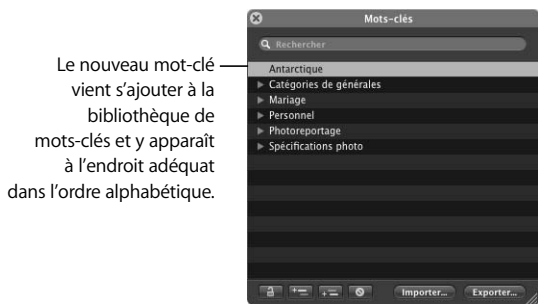 Le nouveau mot-clé
vient s’ajouter à la
bibliothèque de
mots-clés et y apparaît
à l’endroit adéquat
dans l’ordre alphabétique.
Mots-clés
Rechercher
Antarctique
Catégories de générales
Mariage
Personnel
Photoreportage
Spécifications photo
Importer...
Exporter...